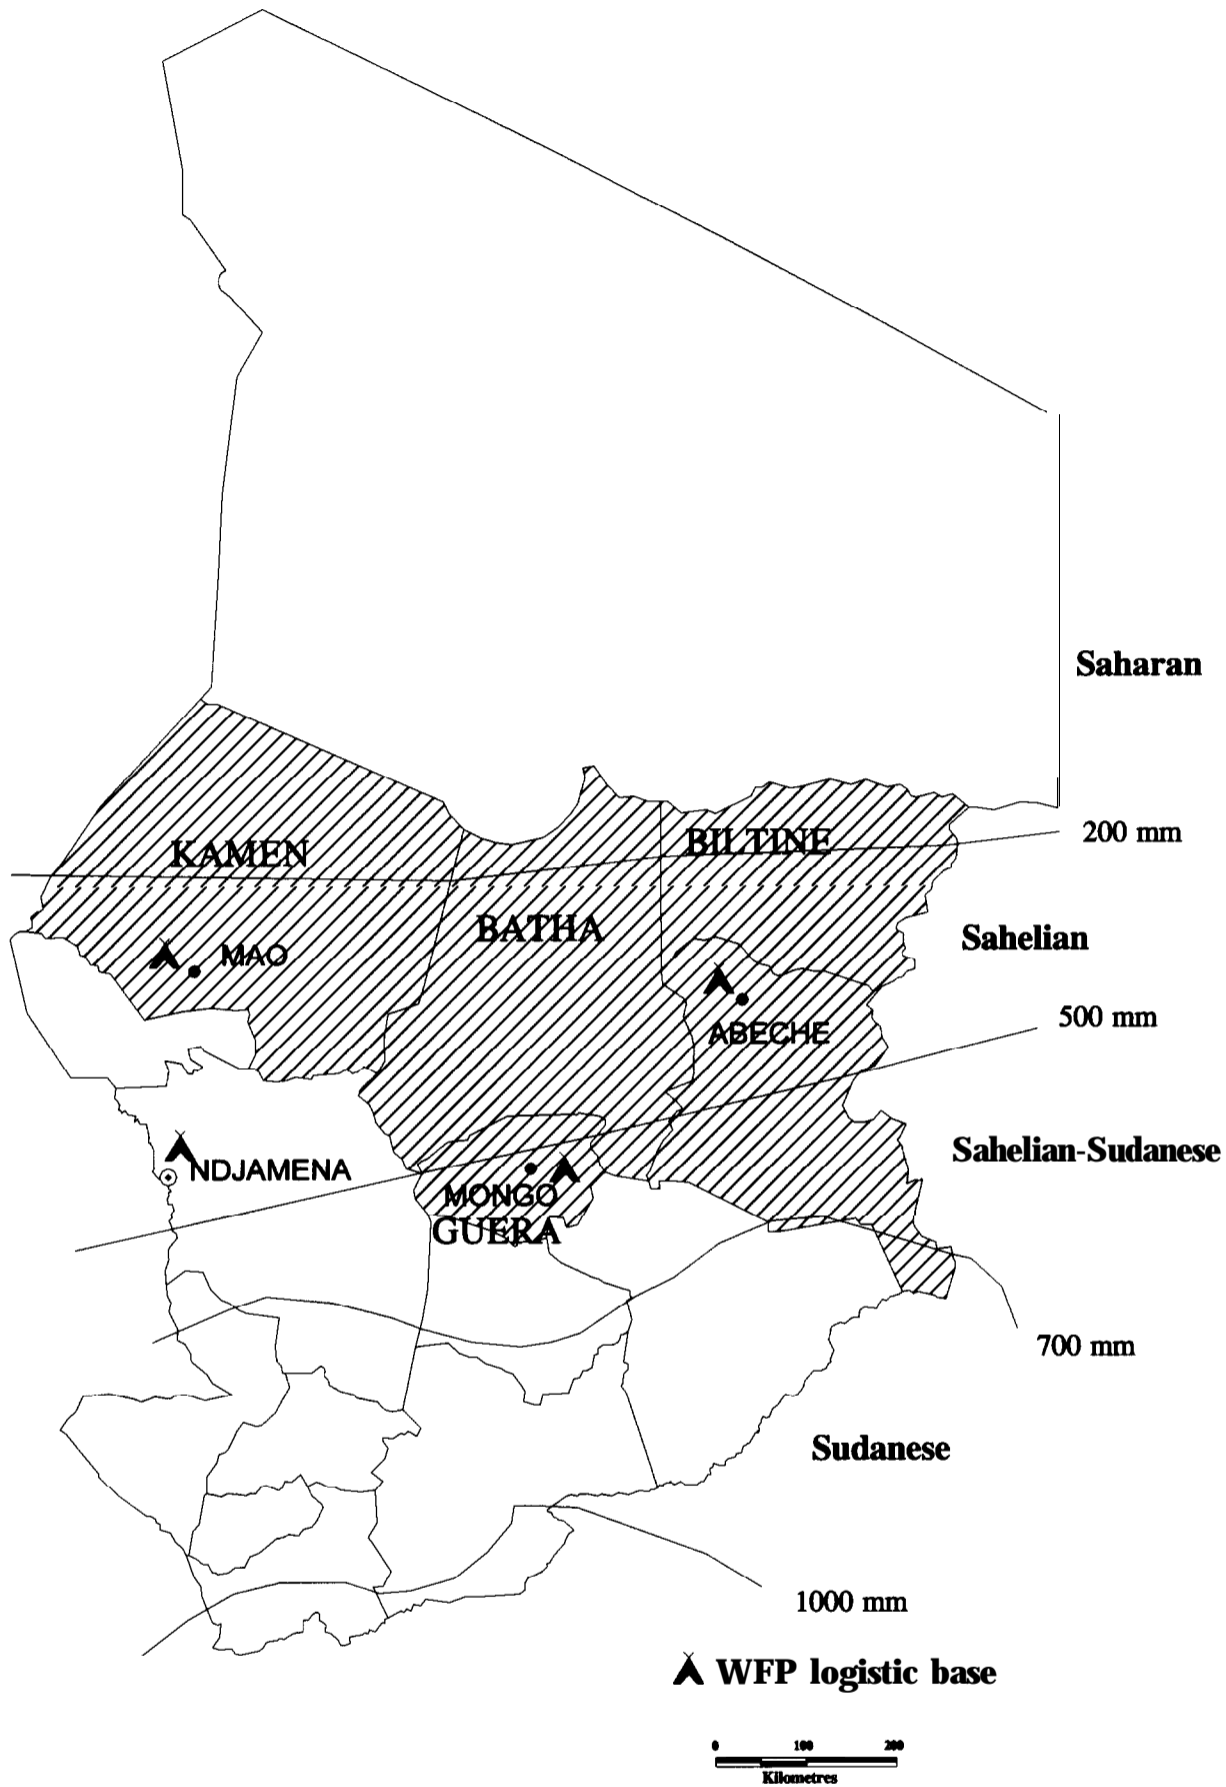 Saharan
200 mm
KAMEN
BILTINE
BATHA
Sahelian
MAO
500 mm
ABECHE
Sahelian-Sudanese
NDJAMENA
MONGO
GUERA
700 mm
Sudanese
1000 mm
WFP logistic base
0 100 200
Kilometres